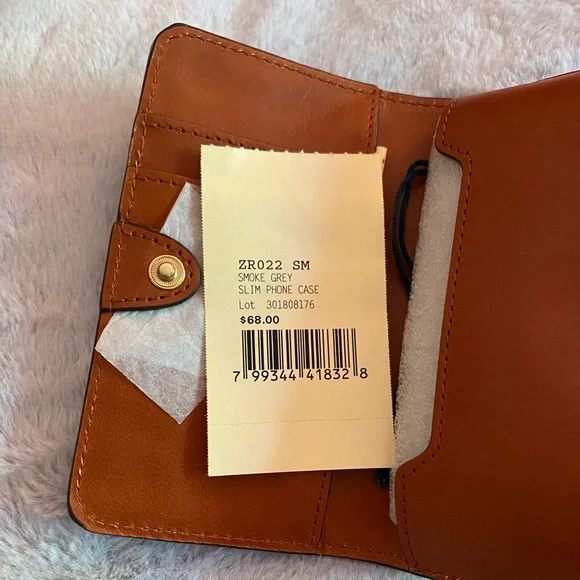 ZR022 SM
SMOKE GREY
SLIM PHONE CASE
Lot 301808176
$68.00
7 99344 41832 8